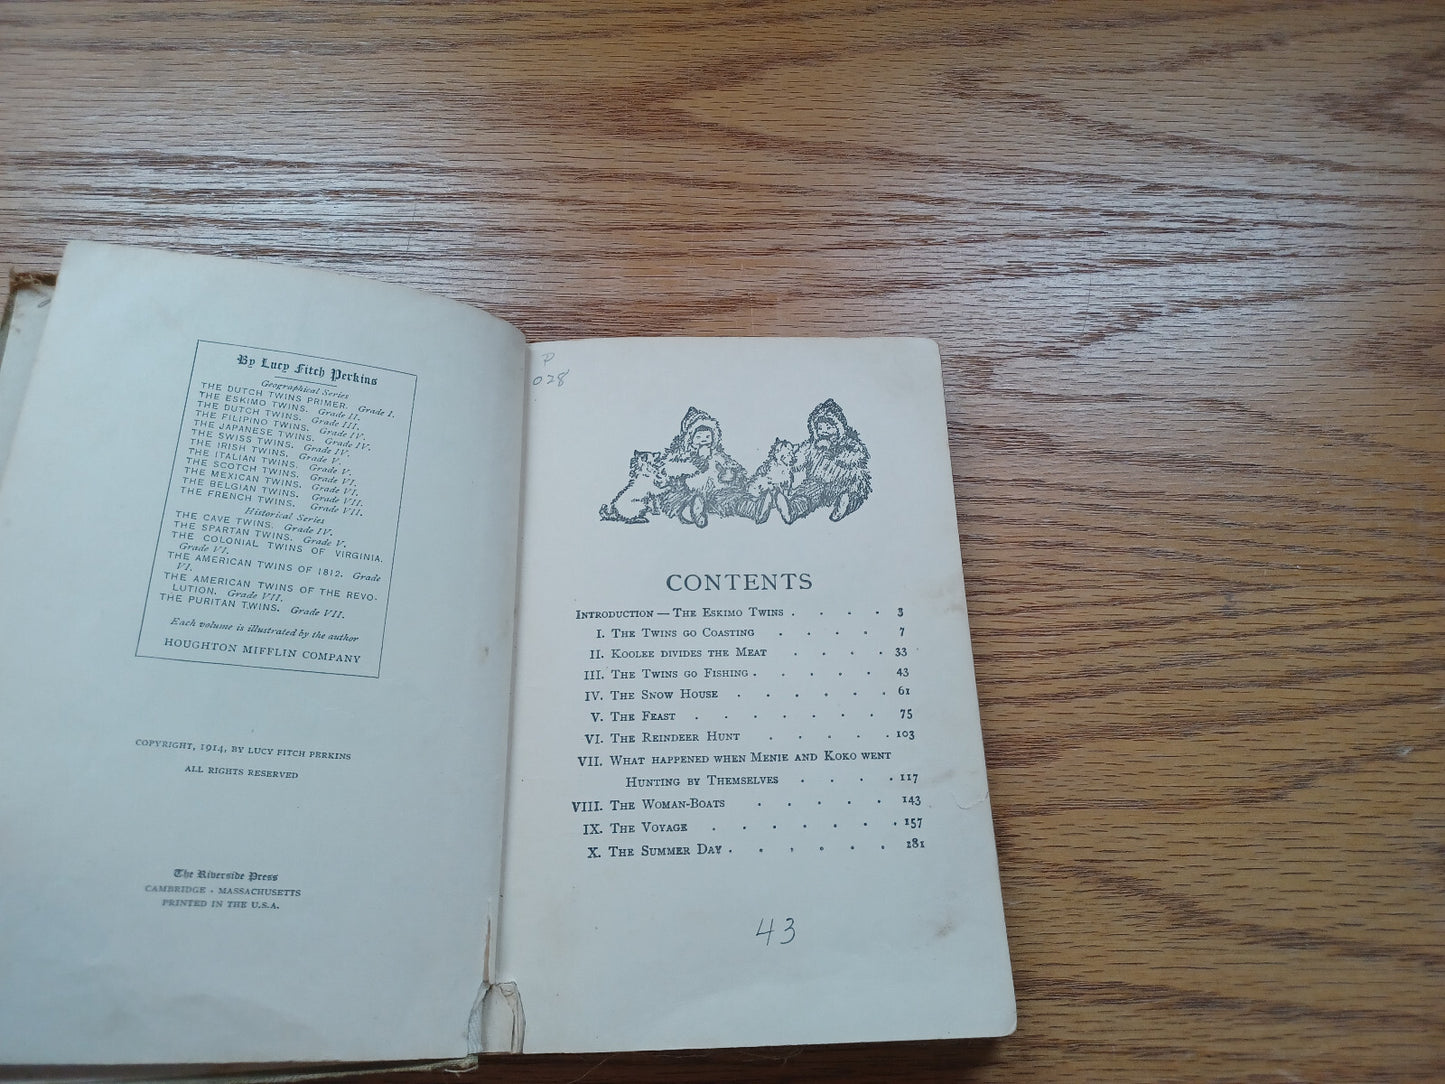 By Lucy Fitch Perkins
Geographical Series
THE DUTCH TWINS PRIMER. Grade I.
THE ESKIMO TWINS. Grade II.
THE DUTCH TWINS. Grade III.
THE FILIPINO TWINS. Grade IV.
THE JAPANESE TWINS. Grade IV.
THE SWISS TWINS. Grade IV.
THE IRISH TWINS. Grade V.
THE ITALIAN TWINS. Grade V.
THE SCOTCH TWINS. Grade VI.
THE MEXICAN TWINS. Grade VI.
THE BELGIAN TWINS. Grade VII.
THE FRENCH TWINS. Grade VII.
Historical Series
THE CAVE TWINS. Grade IV.
THE SPARTAN TWINS. Grade V.
THE COLONIAL TWINS OF VIRGINIA.
Grade VI.
THE AMERICAN TWINS OF 1812. Grade
VI.
THE AMERICAN TWINS OF THE REVO-
LUTION. Grade VII.
THE PURITAN TWINS. Grade VII.
Each volume is illustrated by the author
HOUGHTON MIFFLIN COMPANY
COPYRIGHT, 1914, BY LUCY FITCH PERKINS
ALL RIGHTS RESERVED
The Riverside Press
CAMBRIDGE . MASSACHUSETTS
PRINTED IN THE U.S.A.
P
028
CONTENTS
INTRODUCTION — THE ESKIMO TWINS . . . . 3
I. THE TWINS GO COASTING . . . . 7
II. KOOLEE DIVIDES THE MEAT . . . . 33
III. THE TWINS GO FISHING . . . . . 43
IV. THE SNOW HOUSE . . . . . . 61
V. THE FEAST . . . . . . . 75
VI. THE REINDEER HUNT . . . . . 103
VII. WHAT HAPPENED WHEN MENIE AND KOKO WENT
HUNTING BY THEMSELVES . . . . 117
VIII. THE WOMAN-BOATS . . . . . 143
IX. THE VOYAGE . . . . . . . 157
X. THE SUMMER DAY . . . . . . 181
43